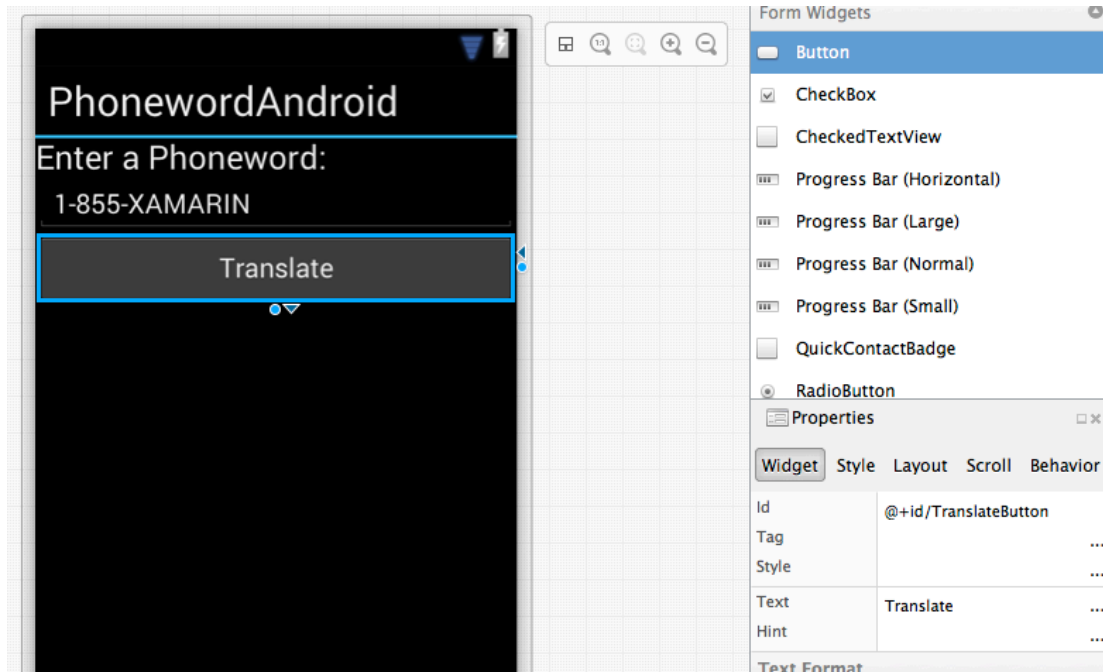 PhonewordAndroid
Enter a Phoneword:
1-855-XAMARIN
Translate
1:1
Form Widgets
Button
CheckBox
CheckedTextView
Progress Bar (Horizontal)
Progress Bar (Large)
Progress Bar (Normal)
Progress Bar (Small)
QuickContactBadge
RadioButton
Properties
Widget Style Layout Scroll Behavior
Id @+id/TranslateButton
Tag ...
Style ...
Text Translate ...
Hint ...
Text Format